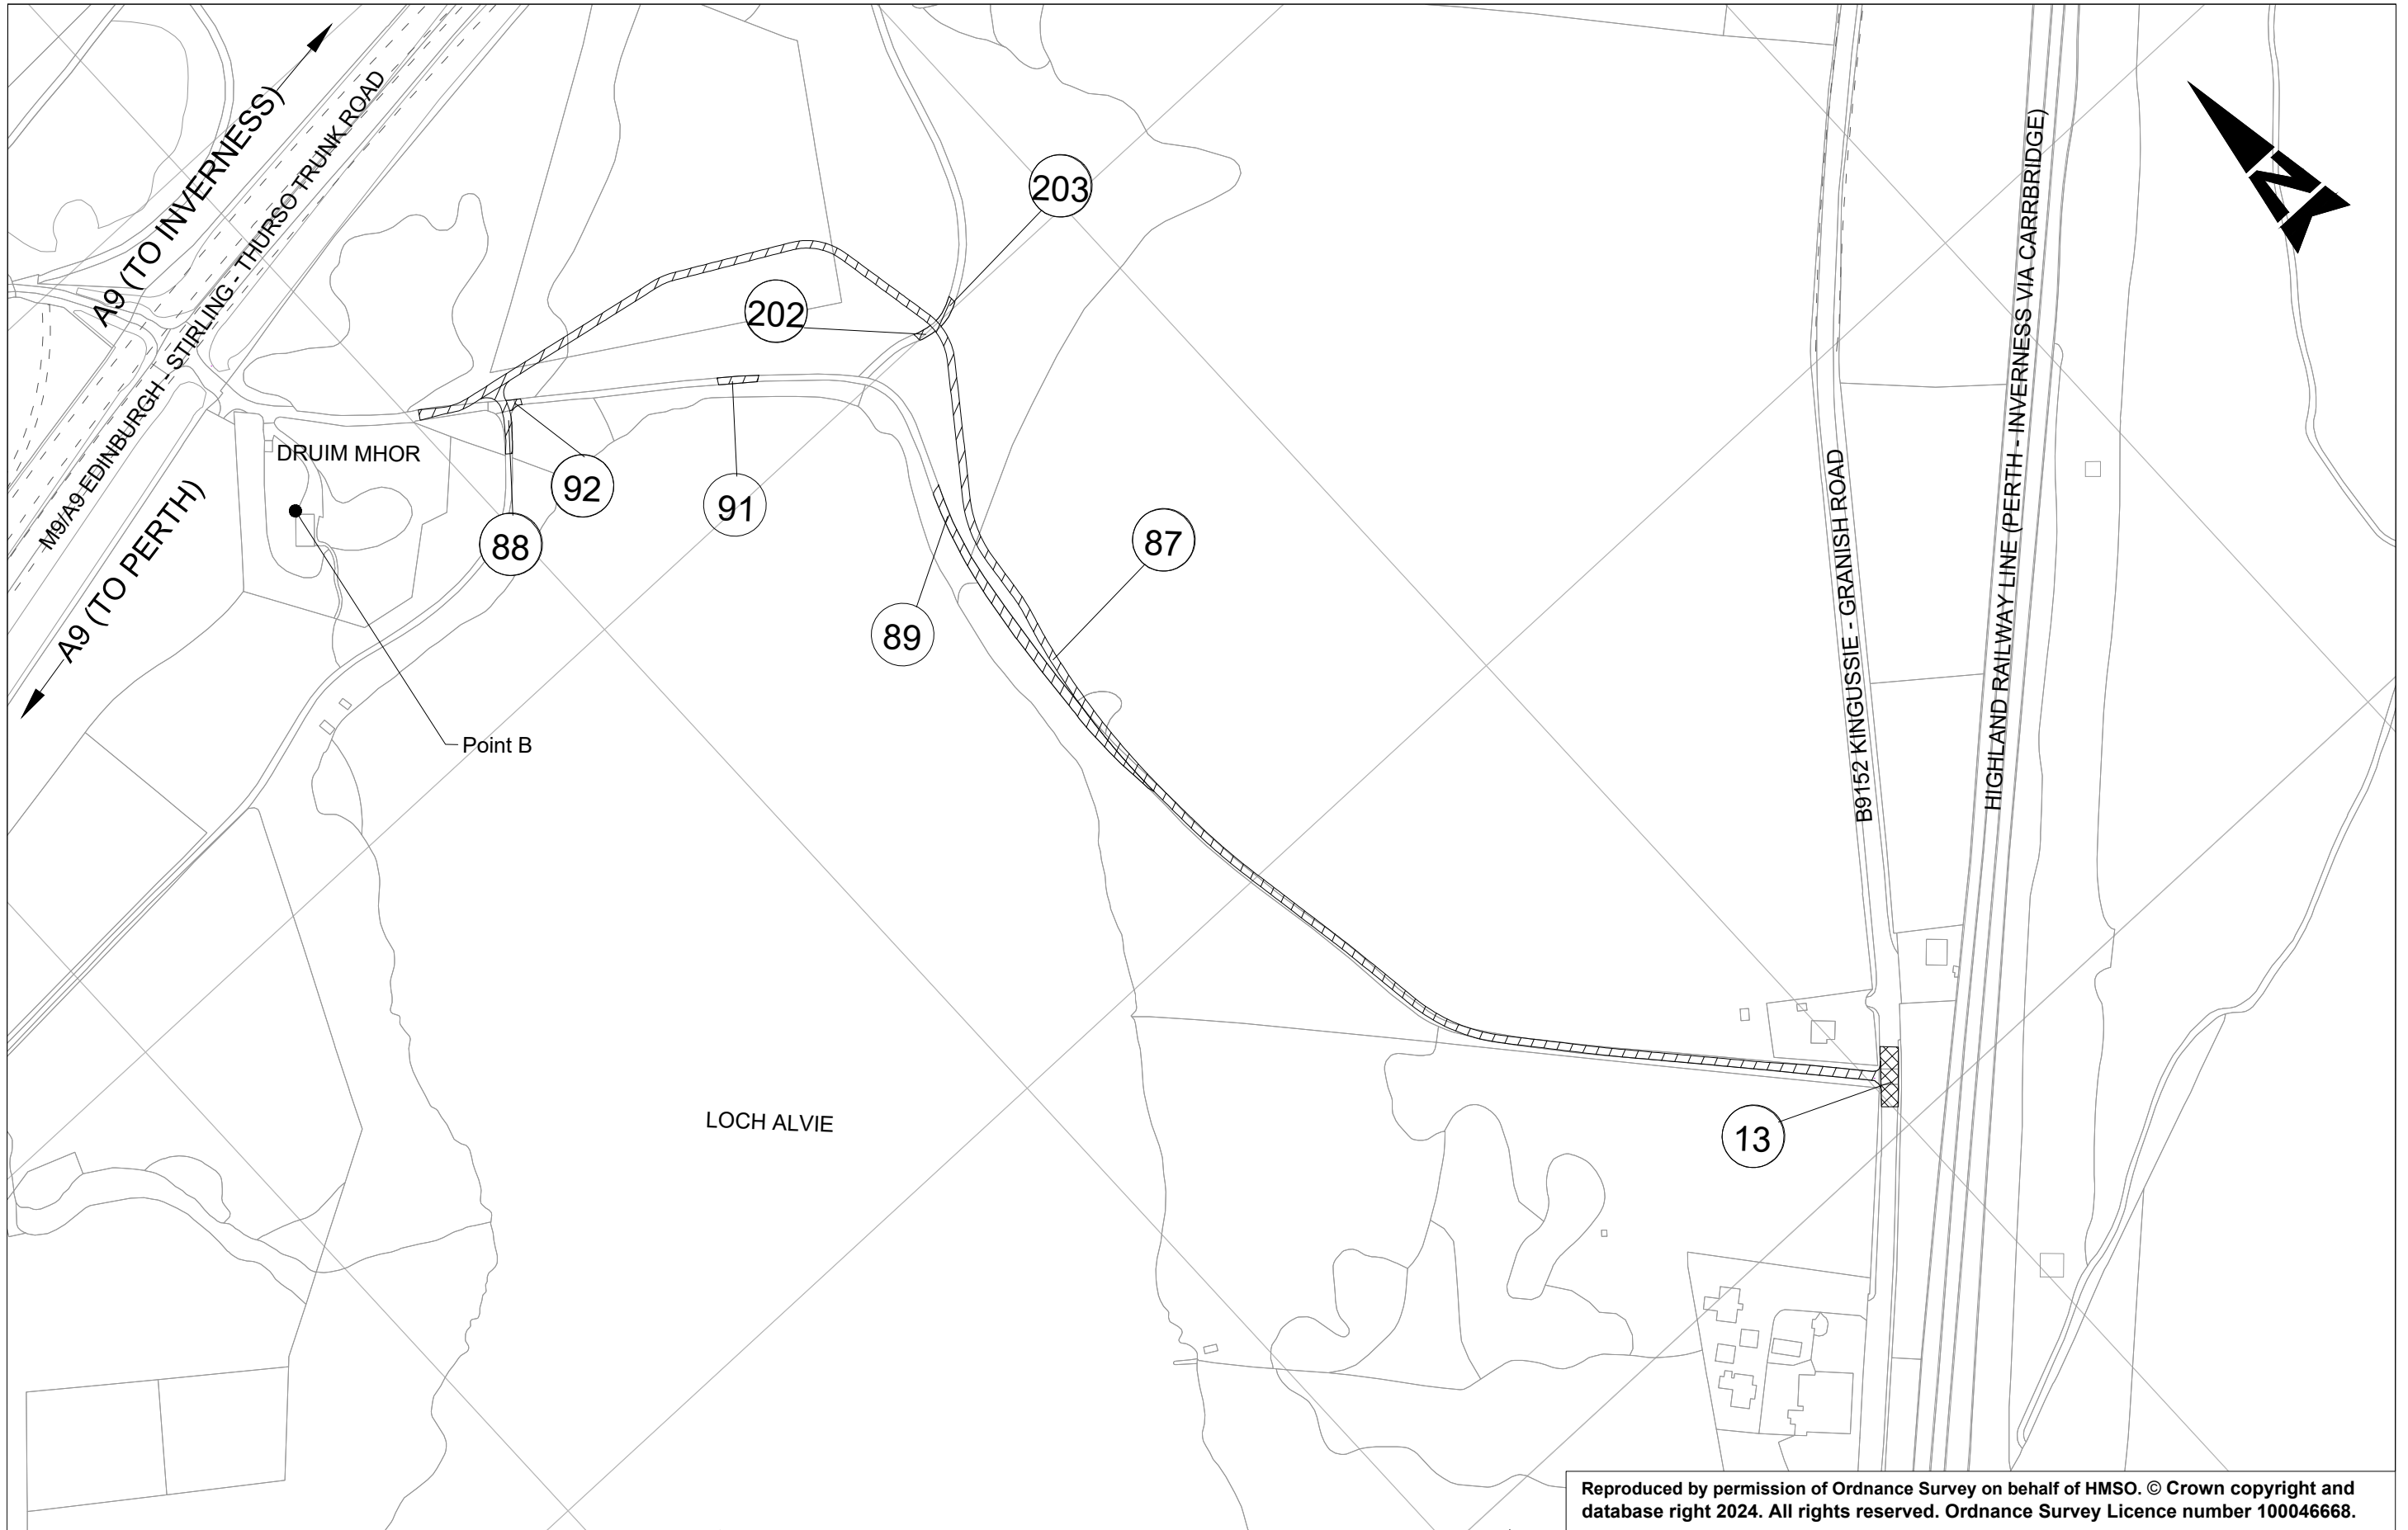 A9 (TO INVERNESS)
M9/A9 EDINBURGH - STIRLING - THURSO TRUNK ROAD
A9 (TO PERTH)
N
203
202
DRUIM MHOR
92
91
88
87
89
Point B
B9152 KINGUSSIE - GRANISH ROAD
HIGHLAND RAILWAY LINE (PERTH - INVERNESS VIA CARRBRIDGE)
LOCH ALVIE
13
Reproduced by permission of Ordnance Survey on behalf of HMSO. © Crown copyright and
database right 2024. All rights reserved. Ordnance Survey Licence number 100046668.